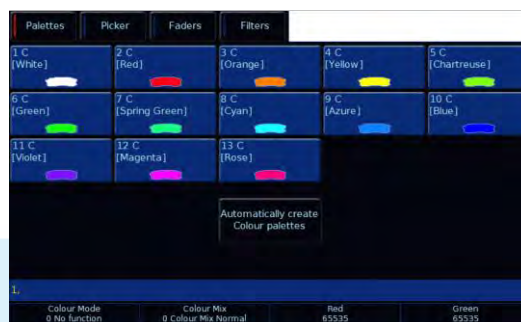 Palettes Picker Faders Filters
1 C 2 C 3 C 4 C 5 C
[White] [Red] [Orange] [Yellow] [Chartreuse]
6 C 7 C 8 C 9 C 10 C
[Green] [Spring Green] [Cyan] [Azure] [Blue]
11 C 12 C 13 C
[Violet] [Magenta] [Rose]
Automatically create
Colour palettes
1,
Colour Mode Colour Mix Red Green
0 No function 0 Colour Mix Normal 65535 65535